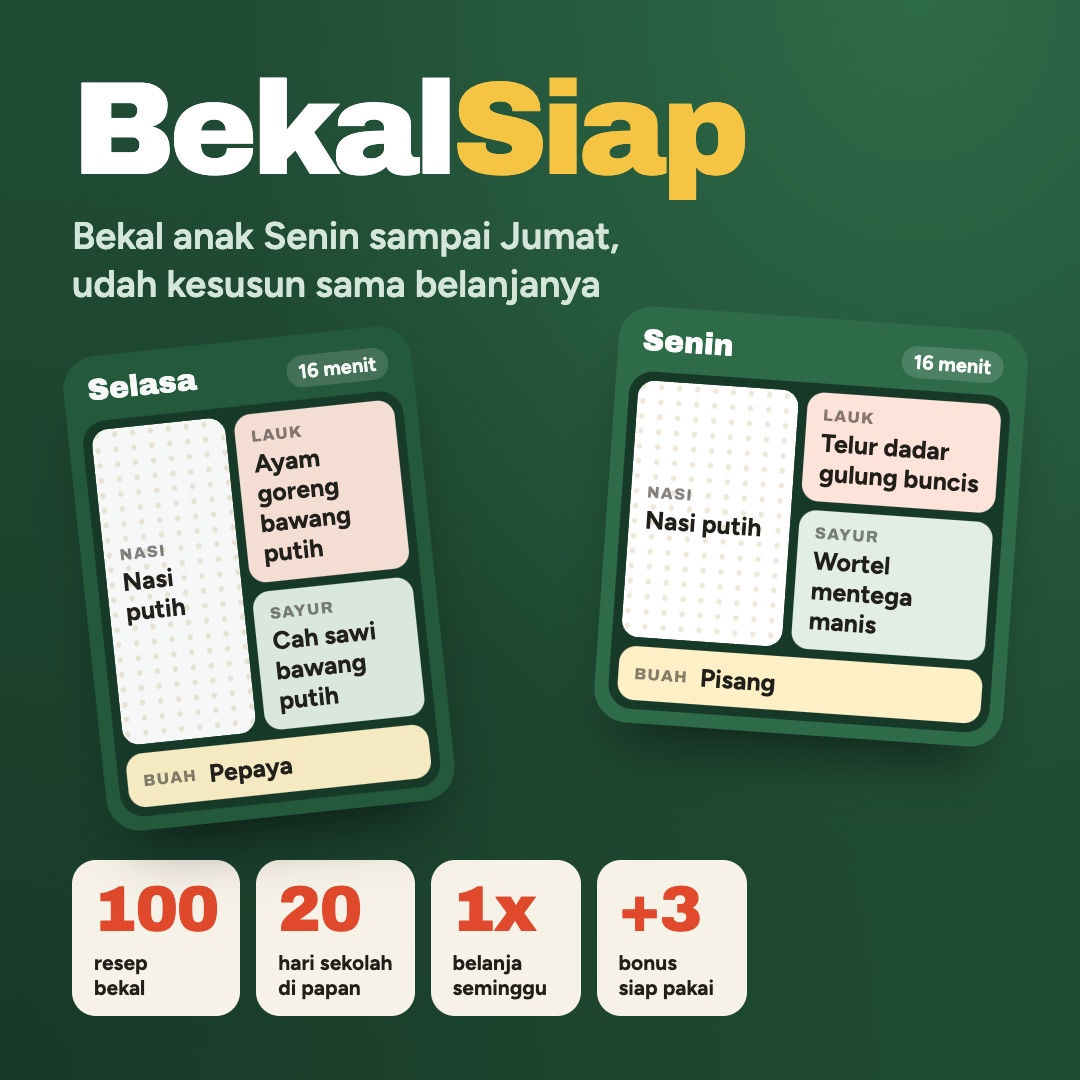 BekalSiap
Bekal anak Senin sampai Jumat,
udah kesusun sama belanjanya
Selasa
16 menit
NASI
Nasi
putih
LAUK
Ayam
goreng
bawang
putih
SAYUR
Cah sawi
bawang
putih
BUAH Pepaya
Senin
16 menit
NASI
Nasi putih
LAUK
Telur dadar
gulung buncis
SAYUR
Wortel
mentega
manis
BUAH Pisang
100
resep
bekal
20
hari sekolah
di papan
1x
belanja
seminggu
+3
bonus
siap pakai